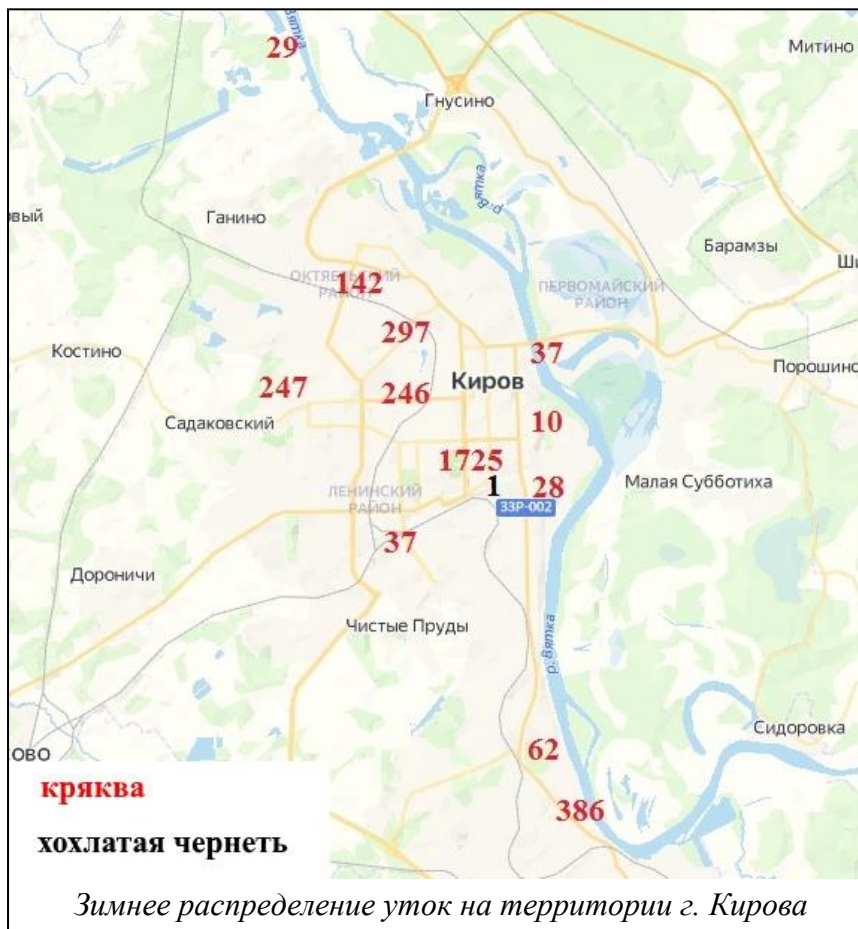 Вятка
29
Митино
Гнусино
р. Вятка
Ганино
Барамзы
ОКТЯБРЬСКИЙ
РАЙОН
142
ПЕРВОМАЙСКИЙ
РАЙОН
297
37
Костино
Киров
Порошино
247
246
Садаковский
10
1725
1
28
Малая Субботиха
ЛЕНИНСКИЙ
РАЙОН
33Р-002
37
Дороничи
Чистые Пруды
р. Вятка
Сидоровка
62
386
кряква
хохлатая чернеть
Зимнее распределение уток на территории г. Кирова